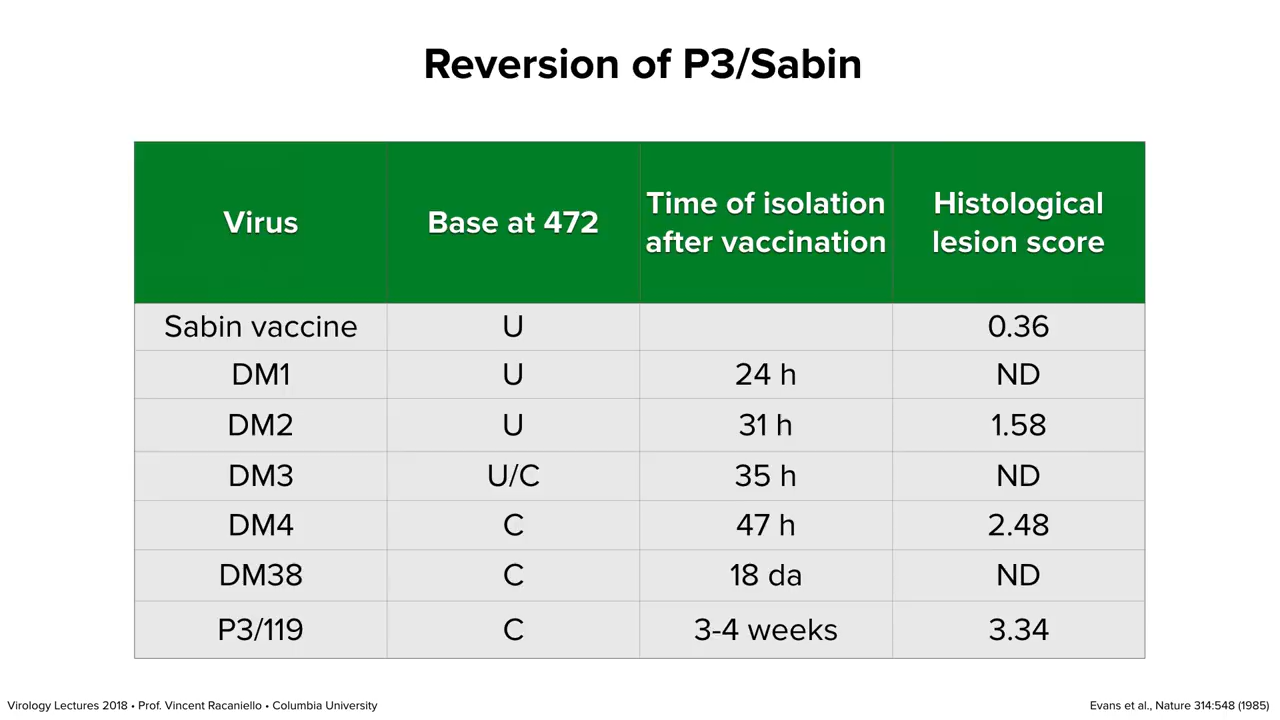 Reversion of P3/Sabin
Virus Base at 472 Time of isolation after vaccination Histological lesion score
Sabin vaccine U 0.36
DM1 U 24 h ND
DM2 U 31 h 1.58
DM3 U/C 35 h ND
DM4 C 47 h 2.48
DM38 C 18 da ND
P3/119 C 3-4 weeks 3.34
Virology Lectures 2018 • Prof. Vincent Racaniello • Columbia University
Evans et al., Nature 314:548 (1985)